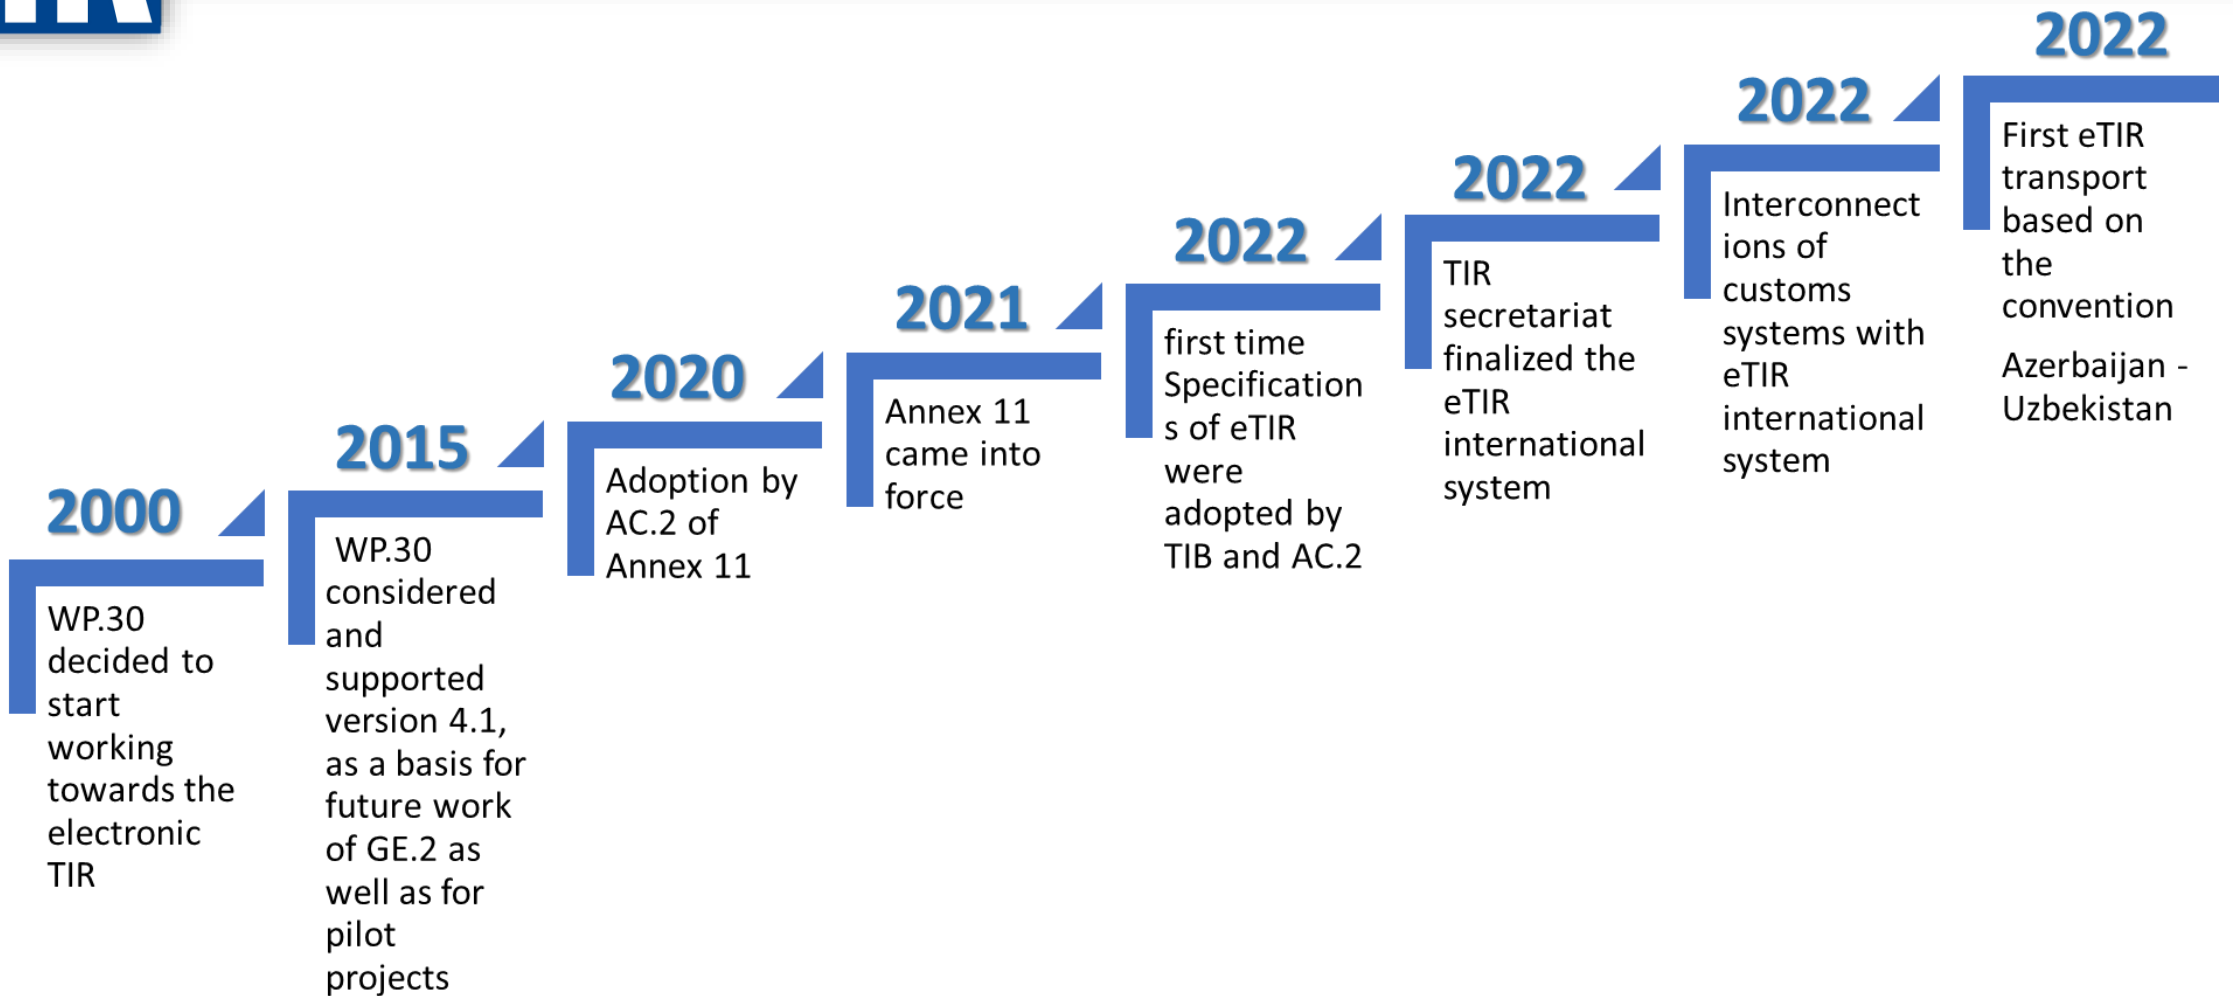 2000
WP.30
decided to
start
working
towards the
electronic
TIR
2015
WP.30
considered
and
supported
version 4.1,
as a basis for
future work
of GE.2 as
well as for
pilot
projects
2020
Adoption by
AC.2 of
Annex 11
2021
Annex 11
came into
force
2022
first time
Specification
s of eTIR
were
adopted by
TIB and AC.2
2022
TIR
secretariat
finalized the
eTIR
international
system
2022
Interconnect
ions of
customs
systems with
eTIR
international
system
2022
First eTIR
transport
based on
the
convention
Azerbaijan -
Uzbekistan